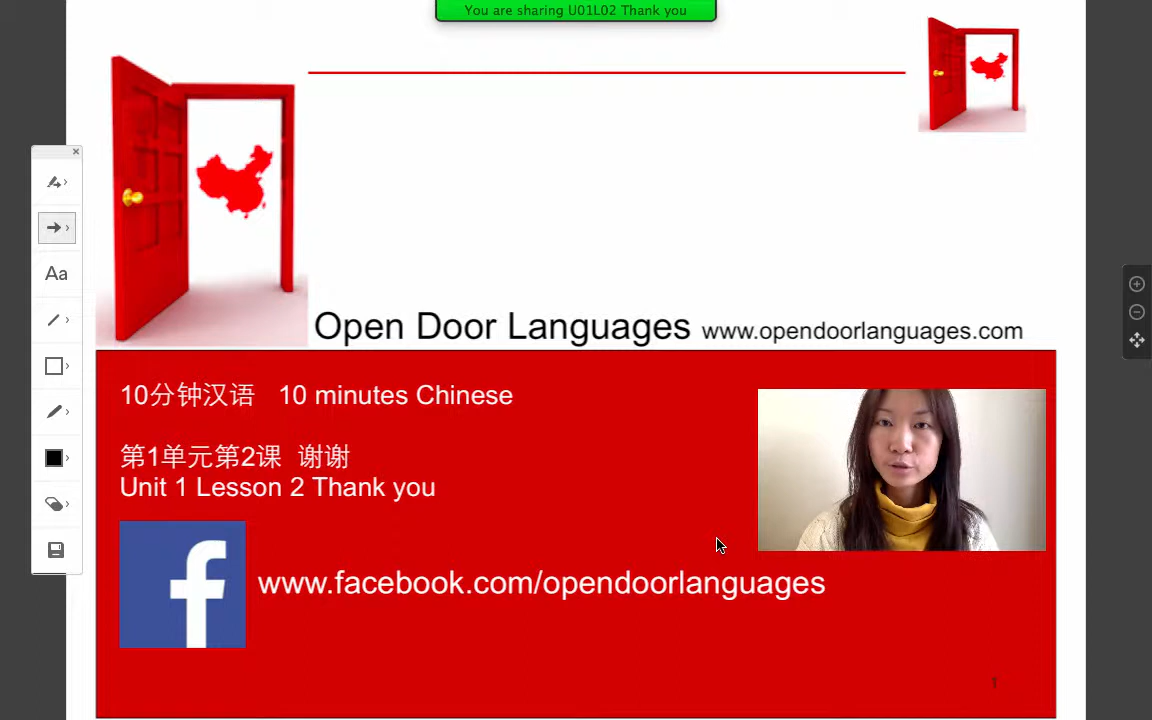 You are sharing U01L02 Thank you
Open Door Languages www.opendoorlanguages.com
Aa
10分钟汉语 10 minutes Chinese
第1单元第2课 谢谢
Unit 1 Lesson 2 Thank you
f
www.facebook.com/opendoorlanguages
1